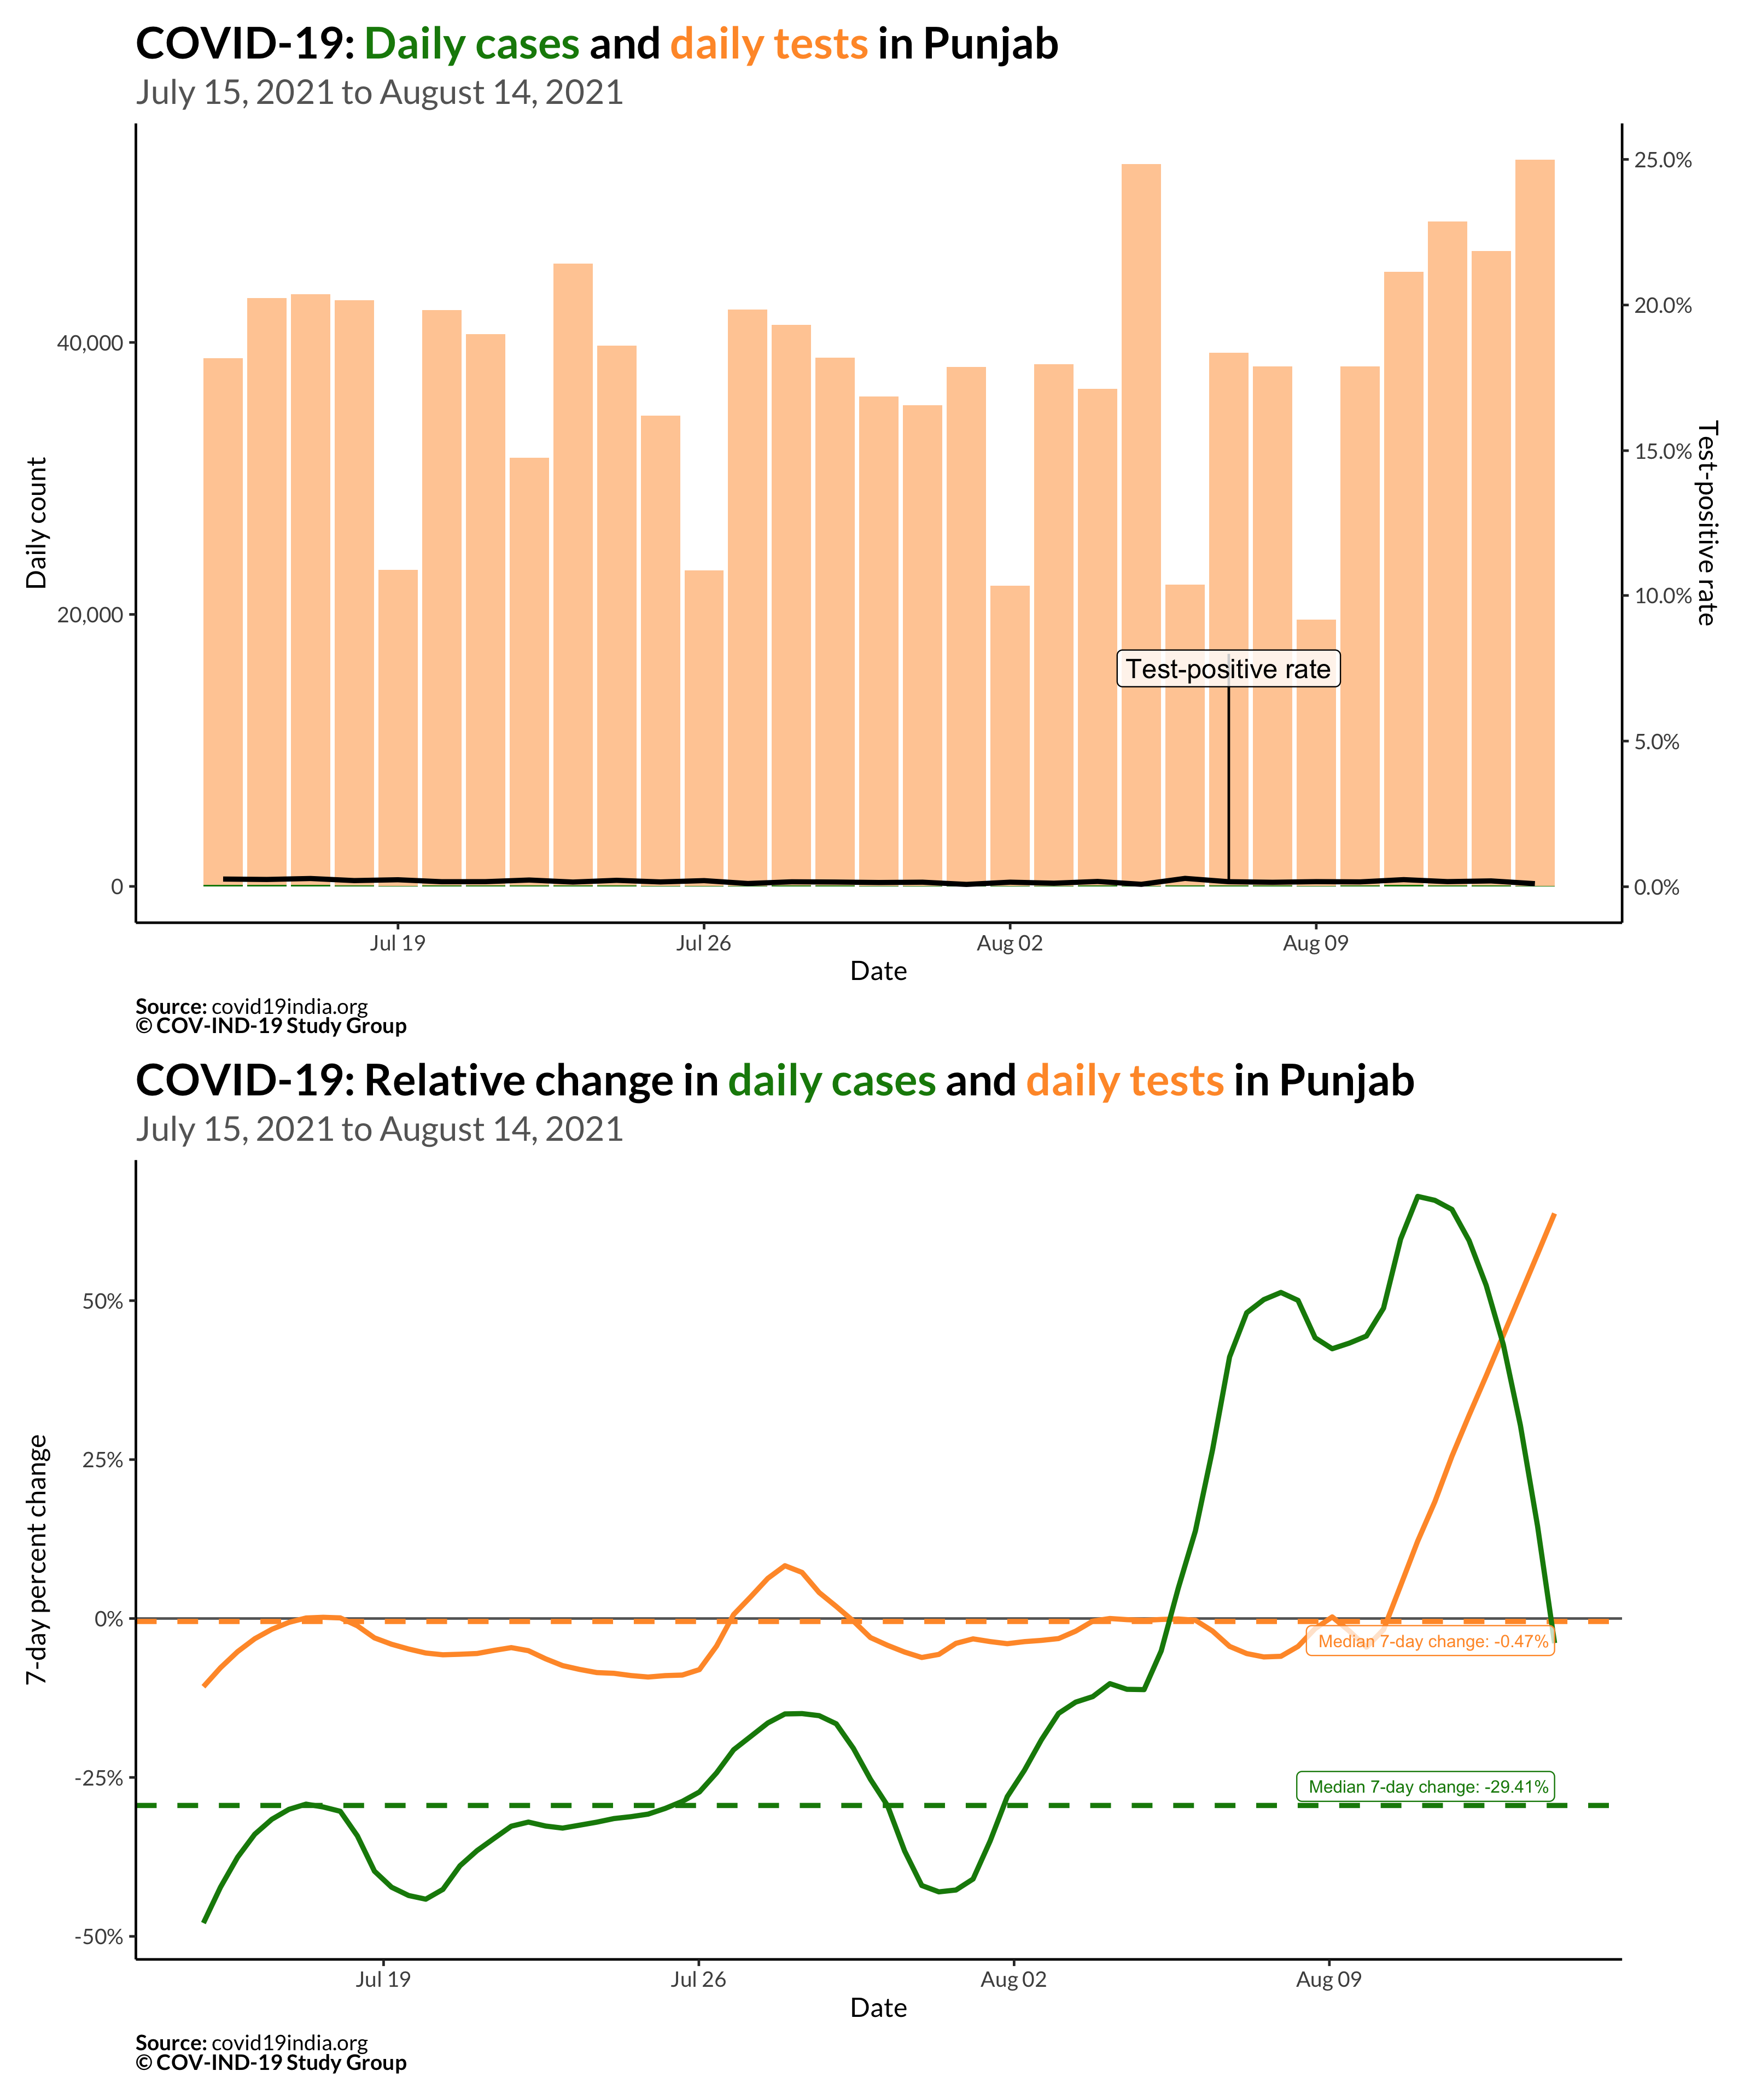 COVID-19: Daily cases and daily tests in Punjab
July 15, 2021 to August 14, 2021
Daily count
40,000
20,000
0
25.0%
20.0%
15.0%
10.0%
5.0%
0.0%
Test-positive rate
Test-positive rate
Jul 19
Jul 26
Aug 02
Aug 09
Date
Source: covid19india.org
© COV-IND-19 Study Group
COVID-19: Relative change in daily cases and daily tests in Punjab
July 15, 2021 to August 14, 2021
7-day percent change
50%
25%
0%
-25%
-50%
Median 7-day change: -0.47%
Median 7-day change: -29.41%
Jul 19
Jul 26
Aug 02
Aug 09
Date
Source: covid19india.org
© COV-IND-19 Study Group